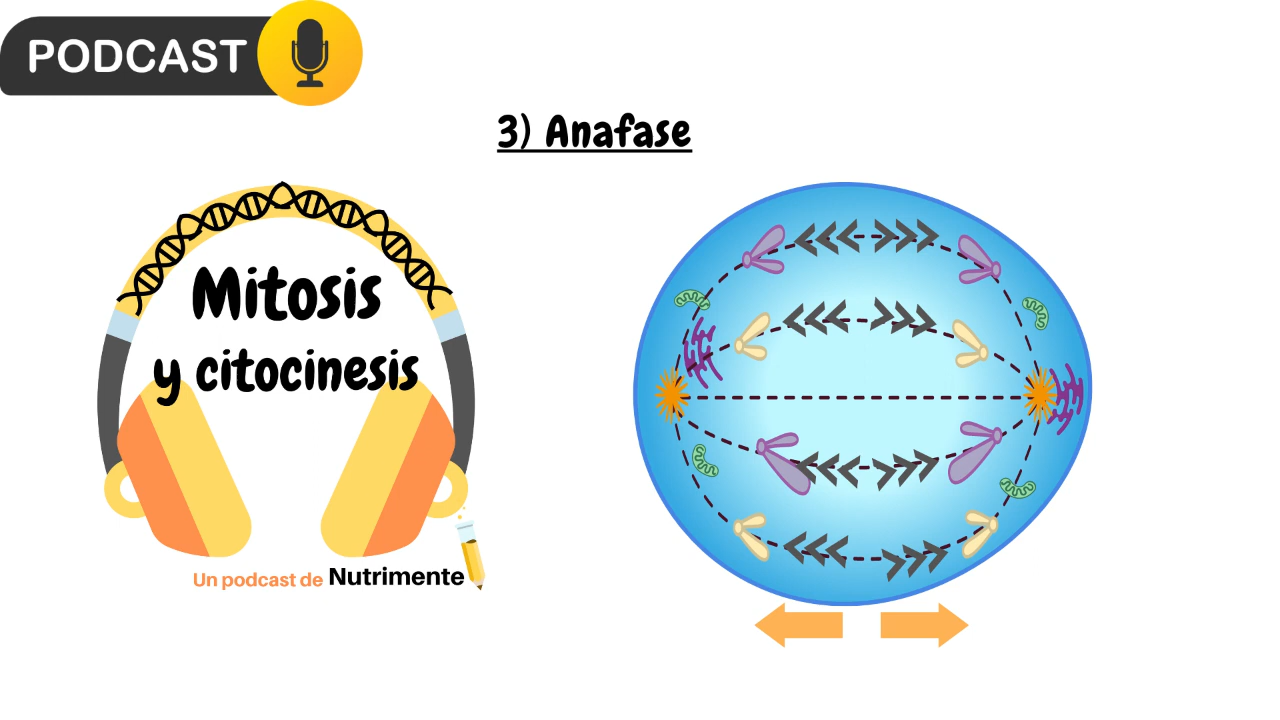 PODCAST
3) Anafase
Mitosis
y citocinesis
Un podcast de Nutrimente